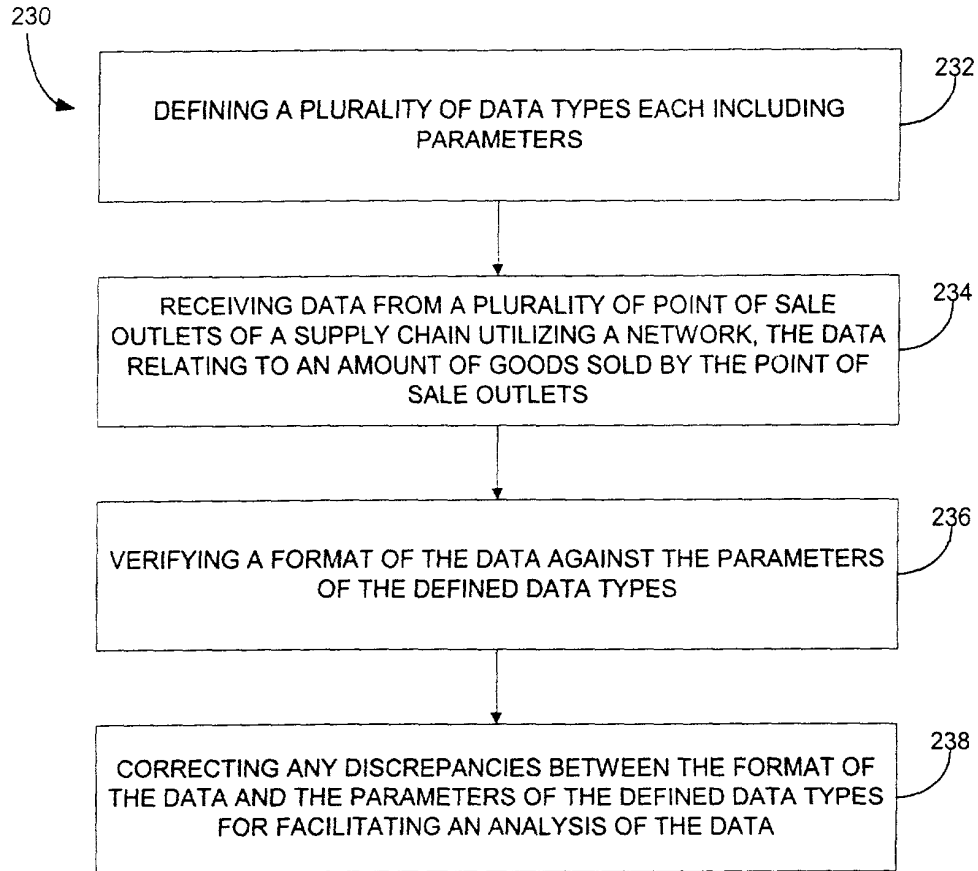 230
232
DEFINING A PLURALITY OF DATA TYPES EACH INCLUDING
PARAMETERS
234
RECEIVING DATA FROM A PLURALITY OF POINT OF SALE
OUTLETS OF A SUPPLY CHAIN UTILIZING A NETWORK, THE DATA
RELATING TO AN AMOUNT OF GOODS SOLD BY THE POINT OF
SALE OUTLETS
236
VERIFYING A FORMAT OF THE DATA AGAINST THE PARAMETERS
OF THE DEFINED DATA TYPES
238
CORRECTING ANY DISCREPANCIES BETWEEN THE FORMAT OF
THE DATA AND THE PARAMETERS OF THE DEFINED DATA TYPES
FOR FACILITATING AN ANALYSIS OF THE DATA